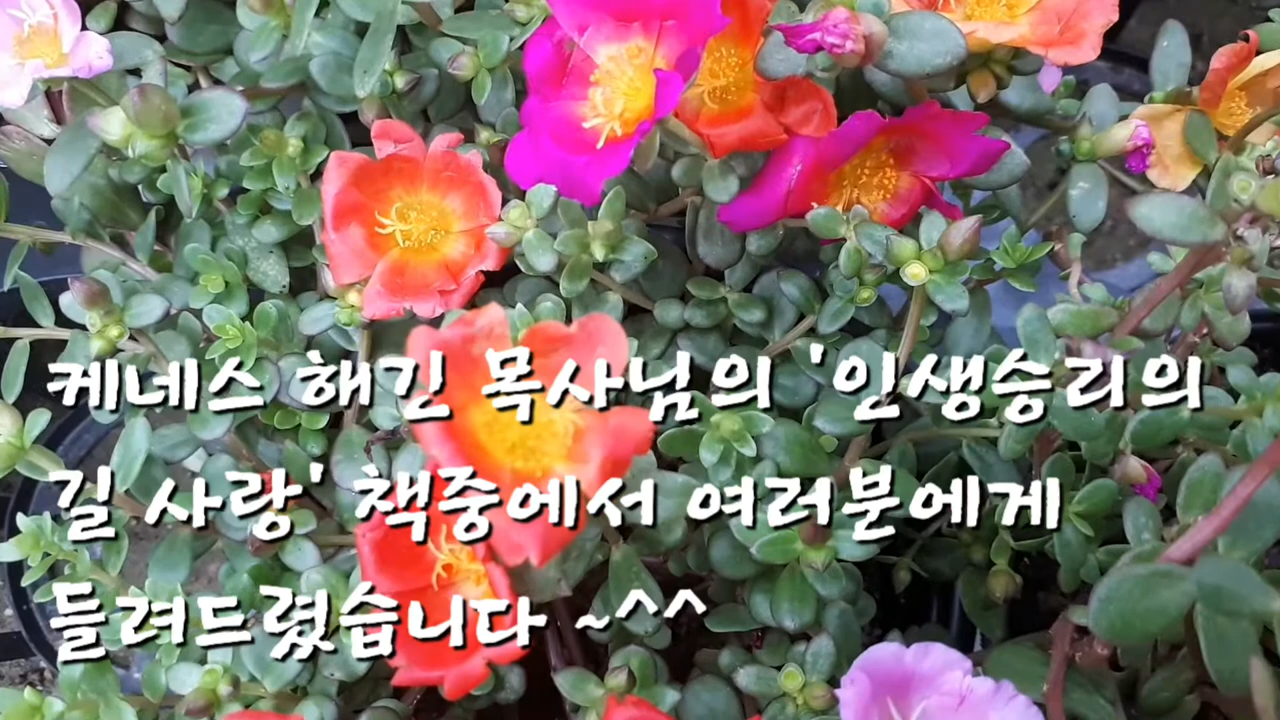 케네스 해긴 목사님의 '인생승리의
길 사랑' 책중에서 여러분에게
들려드렸습니다 ~^^